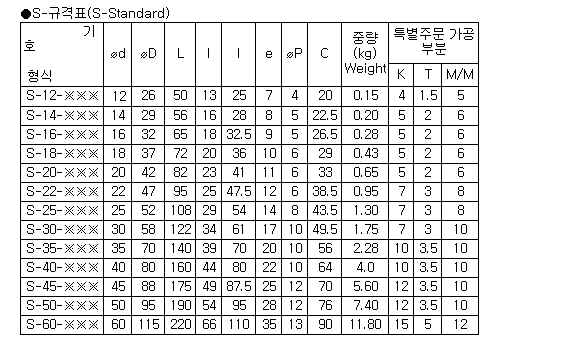 ●S-규격표(S-Standard)
기호 형식 ⌀d ⌀D L l l e ⌀P C 중량 (kg) Weight 특별주문 가공 부분
K T M/M
S-12-※※※ 12 26 50 13 25 7 4 20 0.15 4 1.5 5
S-14-※※※ 14 29 56 16 28 8 5 22.5 0.20 5 2 6
S-16-※※※ 16 32 65 18 32.5 9 5 26.5 0.28 5 2 6
S-18-※※※ 18 37 72 20 36 10 6 29 0.43 5 2 6
S-20-※※※ 20 42 82 23 41 11 6 33 0.65 5 2 6
S-22-※※※ 22 47 95 25 47.5 12 6 38.5 0.95 7 3 8
S-25-※※※ 25 52 108 29 54 14 8 43.5 1.30 7 3 8
S-30-※※※ 30 58 122 34 61 17 10 49.5 1.75 7 3 10
S-35-※※※ 35 70 140 39 70 20 10 56 2.28 10 3.5 10
S-40-※※※ 40 80 160 44 80 22 10 64 4.0 10 3.5 10
S-45-※※※ 45 88 175 49 87.5 25 12 70 5.60 12 3.5 10
S-50-※※※ 50 95 190 54 95 28 12 76 7.40 12 3.5 10
S-60-※※※ 60 115 220 66 110 35 13 90 11.80 15 5 12